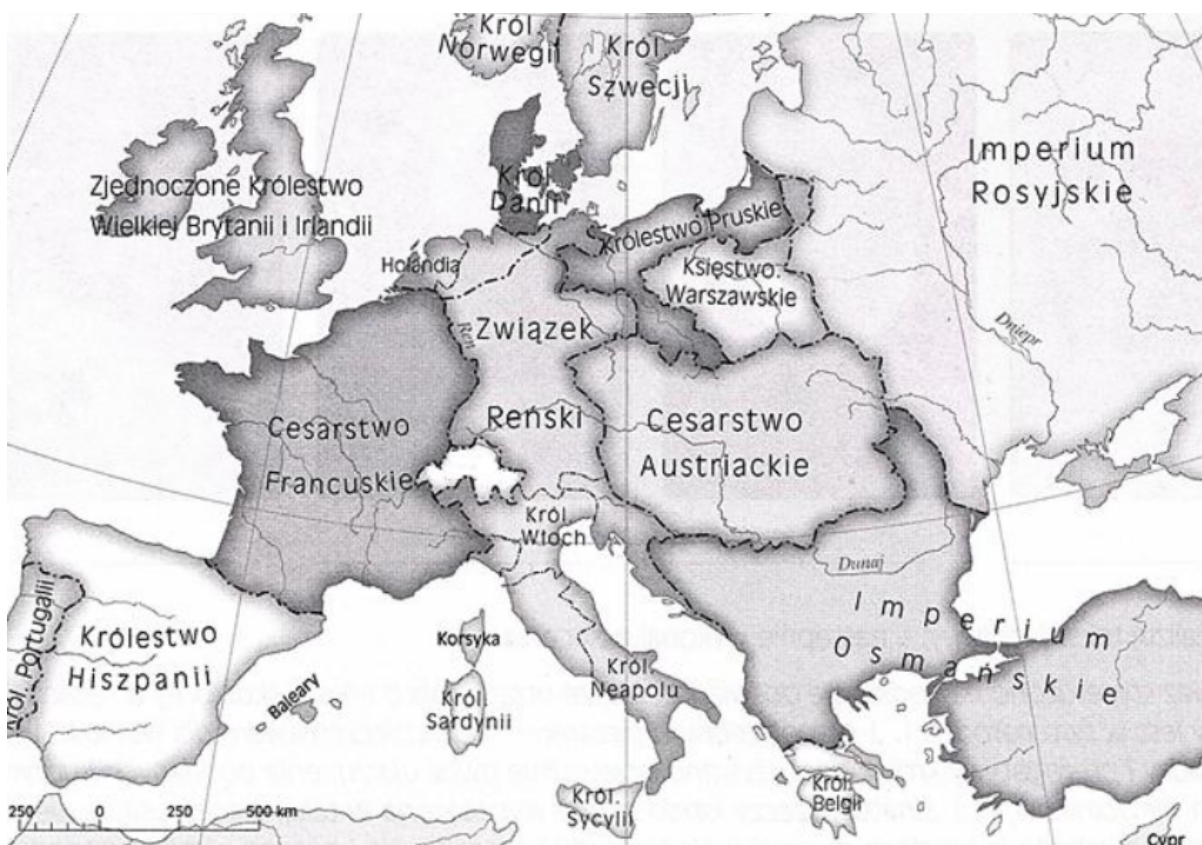 Król.
Norwegii
Król
Szwecji
Imperium
Rosyjskie
Zjednoczone Królestwo
Wielkiej Brytanii i Irlandii
Król
Danii
Królestwo Pruskie
Holandia
Księstwo.
Warszawskie
Związek
Ren
Dniepr
Reński
Cesarstwo
Francuskie
Cesarstwo
Austriackie
Król
Włoch
Dunaj
Imperium
Osmańskie
Król. Portugalii
Królestwo
Hiszpanii
Korsyka
Baleary
Król.
Sardynii
Król.
Neapolu
Król.
Belgii
Król.
Sycylii
250 0 250 500 km
Cypr